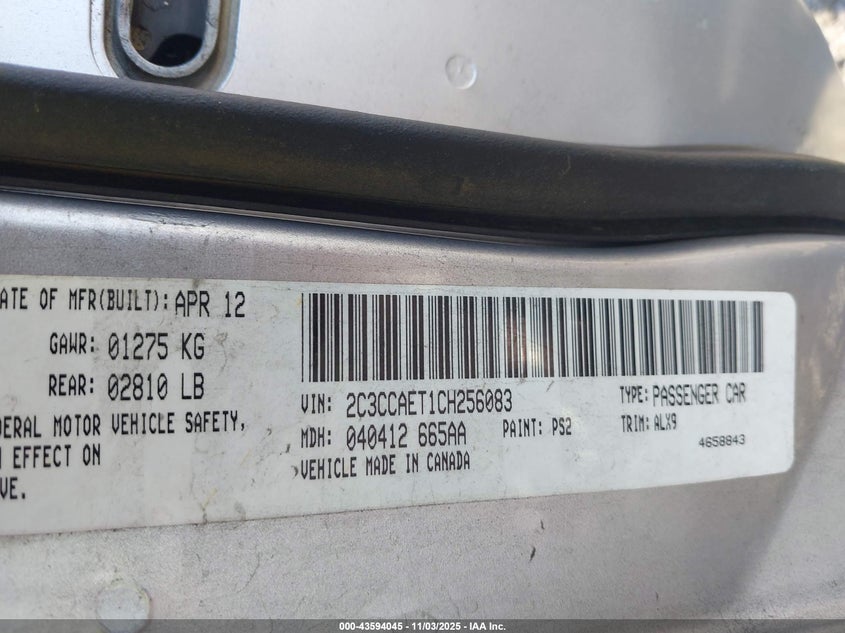 ATE OF MFR(BUILT): APR 12
GAWR: 01275 KG
REAR: 02810 LB
DERAL MOTOR VEHICLE SAFETY,
EFFECT ON
VE.
VIN: 2C3CCAET1CH256083
TYPE: PASSENGER CAR
MDH: 040412 665AA
PAINT: PS2
TRIM: ALX9
VEHICLE MADE IN CANADA
4658843
000-43594045 — 11/03/2025 — IAA Inc.